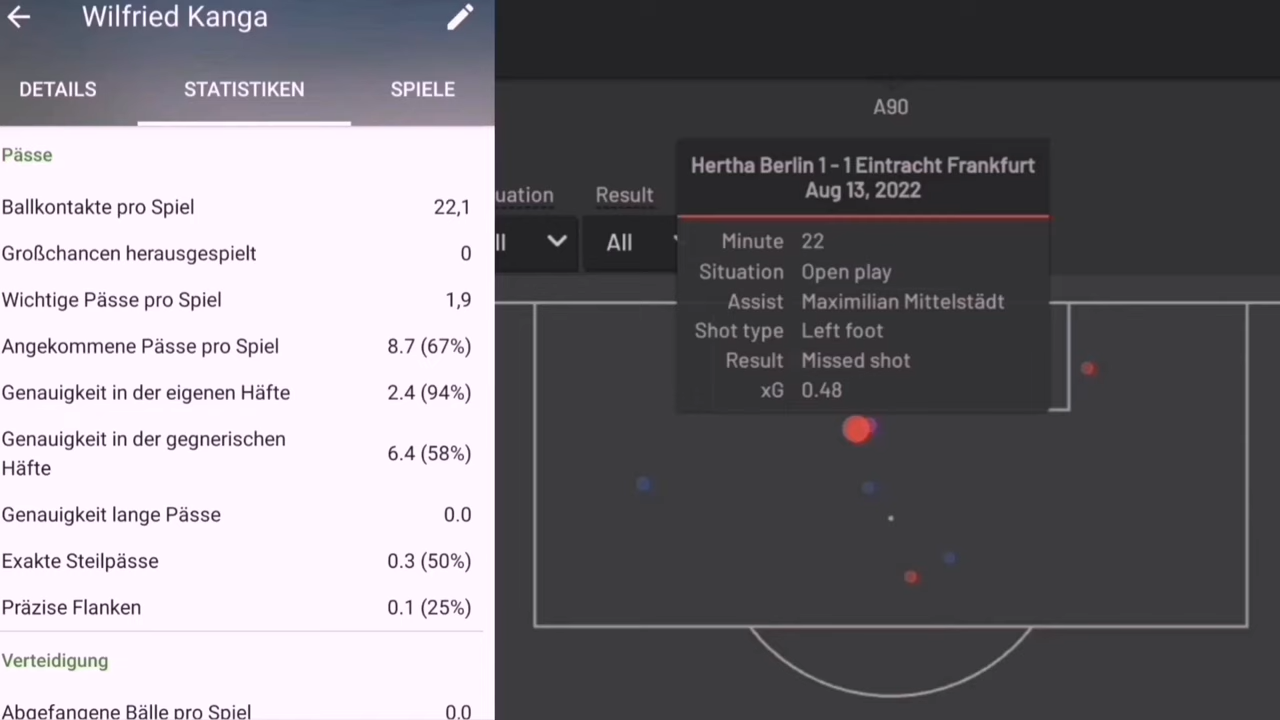 Wilfried Kanga
DETAILS
STATISTIKEN
SPIELE
Pässe
Ballkontakte pro Spiel 22,1
Großchancen herausgespielt 0
Wichtige Pässe pro Spiel 1,9
Angekommene Pässe pro Spiel 8.7 (67%)
Genauigkeit in der eigenen Häfte 2.4 (94%)
Genauigkeit in der gegnerischen
Häfte 6.4 (58%)
Genauigkeit lange Pässe 0.0
Exakte Steilpässe 0.3 (50%)
Präzise Flanken 0.1 (25%)
Verteidigung
Abgefangene Bälle pro Spiel 0.0
A90
uation
Result
ll
All
Hertha Berlin 1 - 1 Eintracht Frankfurt
Aug 13, 2022
Minute 22
Situation Open play
Assist Maximilian Mittelstädt
Shot type Left foot
Result Missed shot
xG 0.48